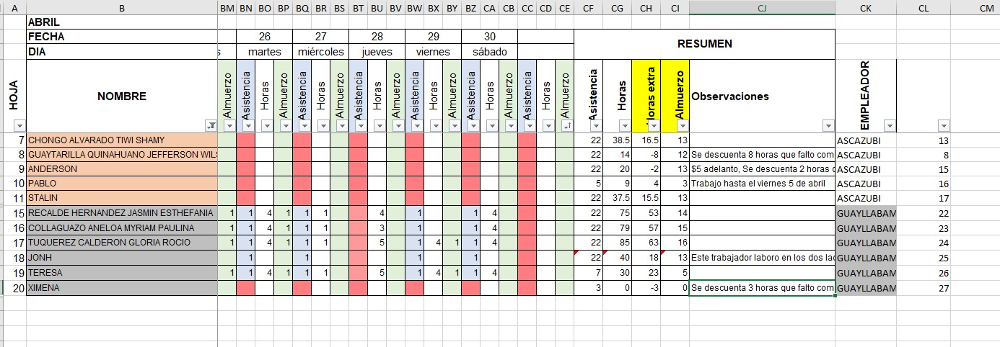 A B BM BN BO BP BQ BR BS BT BU BV BW BX BY BZ CA CB CC CD CE CF CG CH CI CJ CK CL CM
ABRIL
FECHA 26 27 28 29 30
RESUMEN
DIA s martes miércoles jueves viernes sábado
HOJA NOMBRE Almuerzo Asistencia Horas Almuerzo Asistencia Horas Almuerzo Asistencia Horas Almuerzo Asistencia Horas Almuerzo Asistencia Horas Almuerzo Asistencia Horas Almuerzo Asistencia Horas Horas extra Almuerzo Observaciones EMPLEADOR
7 CHONGO ALVARADO TIWI SHAMY 22 38.5 16.5 13 ASCAZUBI 13
8 GUAYTARILLA QUINAHUANO JEFFERSON WILS 22 14 -8 12 Se descuenta 8 horas que falto com ASCAZUBI 8
9 ANDERSON 22 20 -2 13 $5 adelanto, Se descuenta 2 horas c ASCAZUBI 15
10 PABLO 5 9 4 3 Trabajo hasta el viernes 5 de abril ASCAZUBI 16
11 STALIN 22 37.5 15.5 13 ASCAZUBI 17
15 RECALDE HERNANDEZ JASMIN ESTHEFANIA 1 1 4 1 1 1 4 1 1 4 22 75 53 14 GUAYLLABAM 22
16 COLLAGUAZO ANELOA MYRIAM PAULINA 1 1 4 1 1 1 3 1 1 4 22 79 57 15 GUAYLLABAM 23
17 TUQUEREZ CALDERON GLORIA ROCIO 1 1 4 1 1 1 5 1 4 1 1 4 22 85 63 16 GUAYLLABAM 24
18 JONH 1 1 1 1 22 40 18 13 Este trabajador laboro en los dos lac GUAYLLABAM 25
19 TERESA 1 1 4 1 1 1 5 1 4 1 1 4 7 30 23 5 GUAYLLABAM 26
20 XIMENA 3 0 -3 0 Se descuenta 3 horas que falto com GUAYLLABAM 27